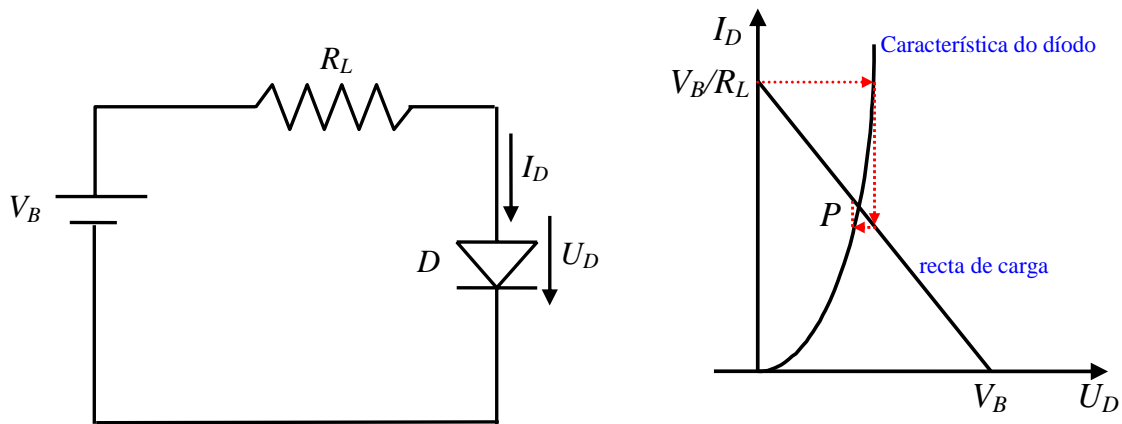 R_L
I_D
V_B
D
U_D
I_D
Característica do díodo
V_B/R_L
P
recta de carga
V_B
U_D